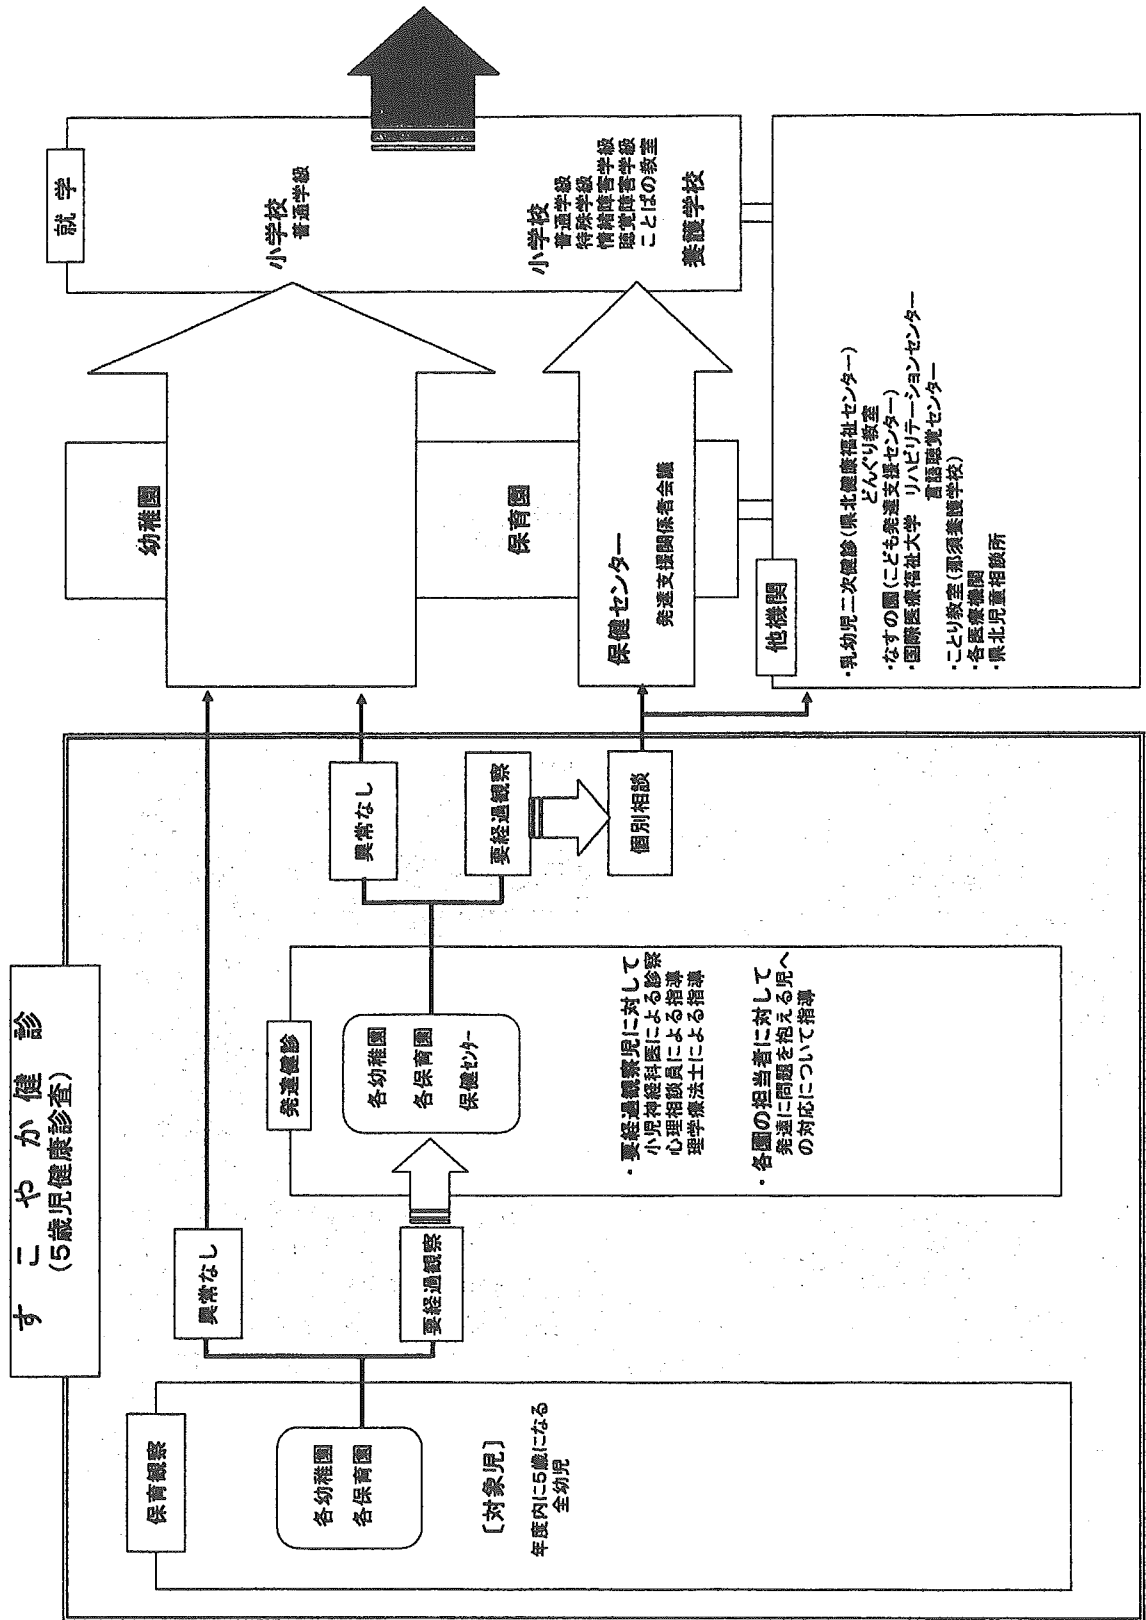 すこやか健診
(5歳児健康診査)
保育観察
各幼稚園
各保育園
[対象児]
年度内に5歳になる
全幼児
異常なし
要経過観察
発達健診
各幼稚園
各保育園
保健センター
・要経過観察児に対して
小児神経科医による診察
心理相談員による指導
理学療法士による指導
・各園の担当者に対して
発達に問題を抱える児へ
の対応について指導
異常なし
要経過観察
個別相談
幼稚園
保育園
保健センター
発達支援関係者会議
他機関
・乳幼児二次健診(県北健康福祉センター)
どんぐり教室
・なすの園(こども発達支援センター)
・国際医療福祉大学 リハビリテーションセンター
言語聴覚センター
・ことり教室(那須養護学校)
・各医療機関
・県北児童相談所
就学
小学校
普通学級
小学校
普通学級
特殊学級
情緒障害学級
聴覚障害学級
ことばの教室
養護学校